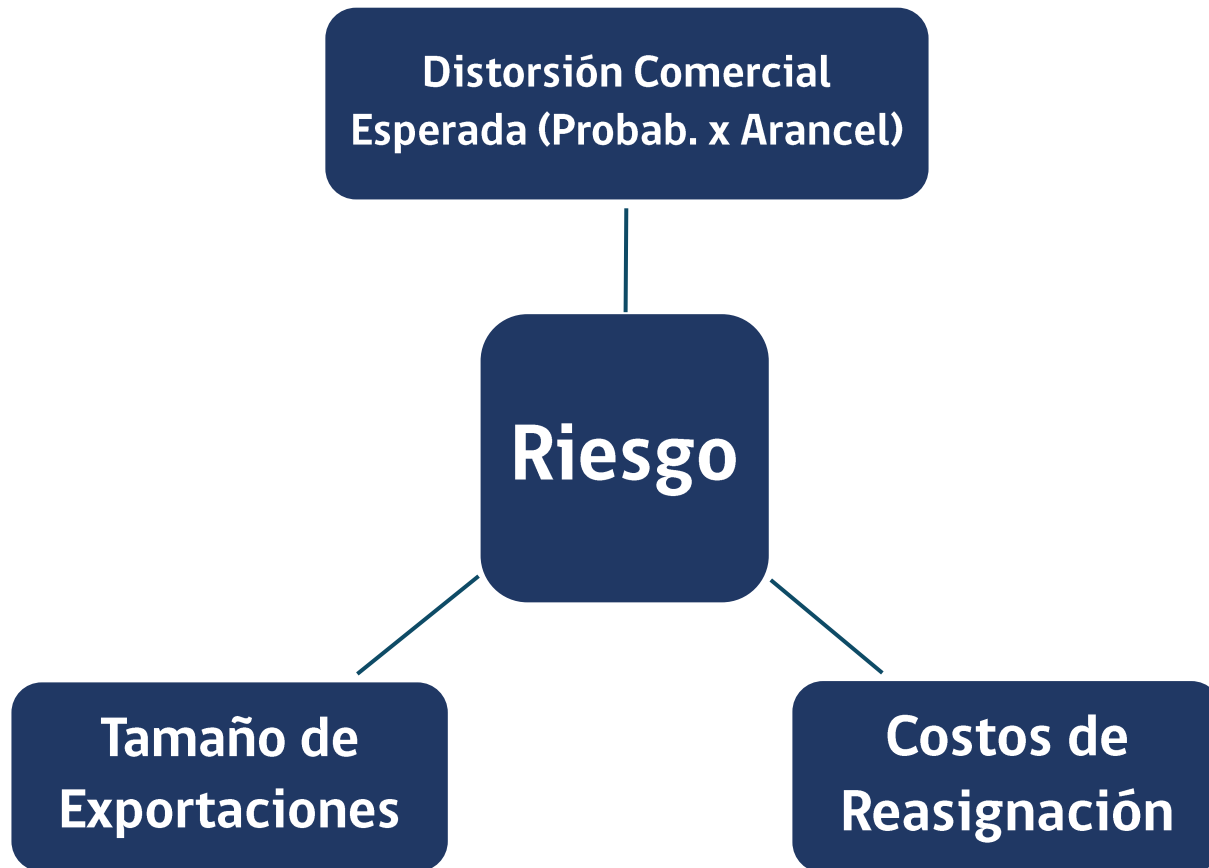 Distorsión Comercial
Esperada (Probab. x Arancel)
Riesgo
Tamaño de
Exportaciones
Costos de
Reasignación